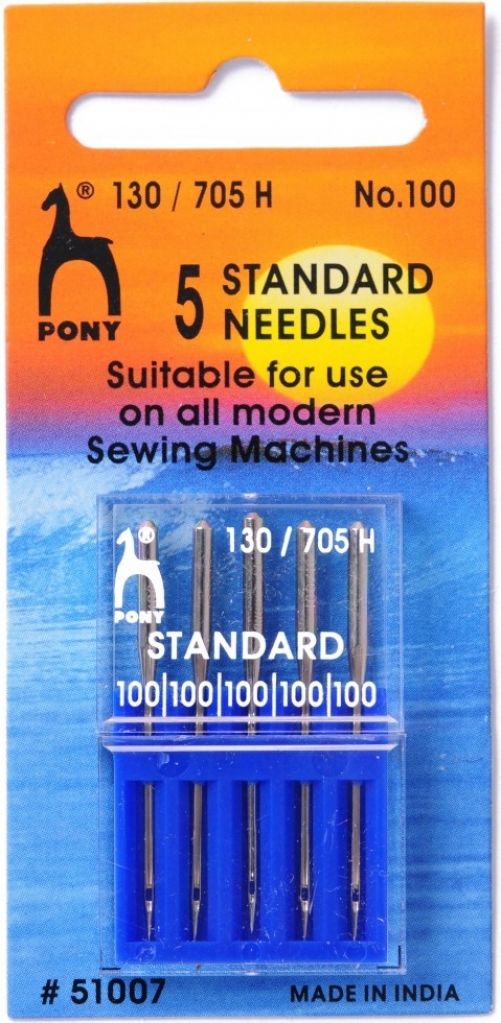 ® 130 / 705 H No.100
PONY
5 STANDARD
NEEDLES
Suitable for use
on all modern
Sewing Machines
® 130 / 705 H
PONY
STANDARD
100|100|100|100|100
# 51007 MADE IN INDIA